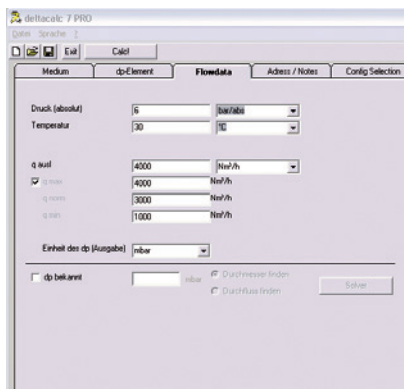 deltacalc 7 PRO
Datei Sprache ?
Exit Calc!
Medium dp-Element Flowdata Adress / Notes Config Selection
Druck (absolut) 6 bar/abs
Temperatur 30 °C
q ausl 4000 Nm³/h
q max 4000 Nm³/h
q norm 3000 Nm³/h
q min 1000 Nm³/h
Einheit des dp (Ausgabe) mbar
dp bekannt mbar Durchmesser finden Solver
Durchfluss finden